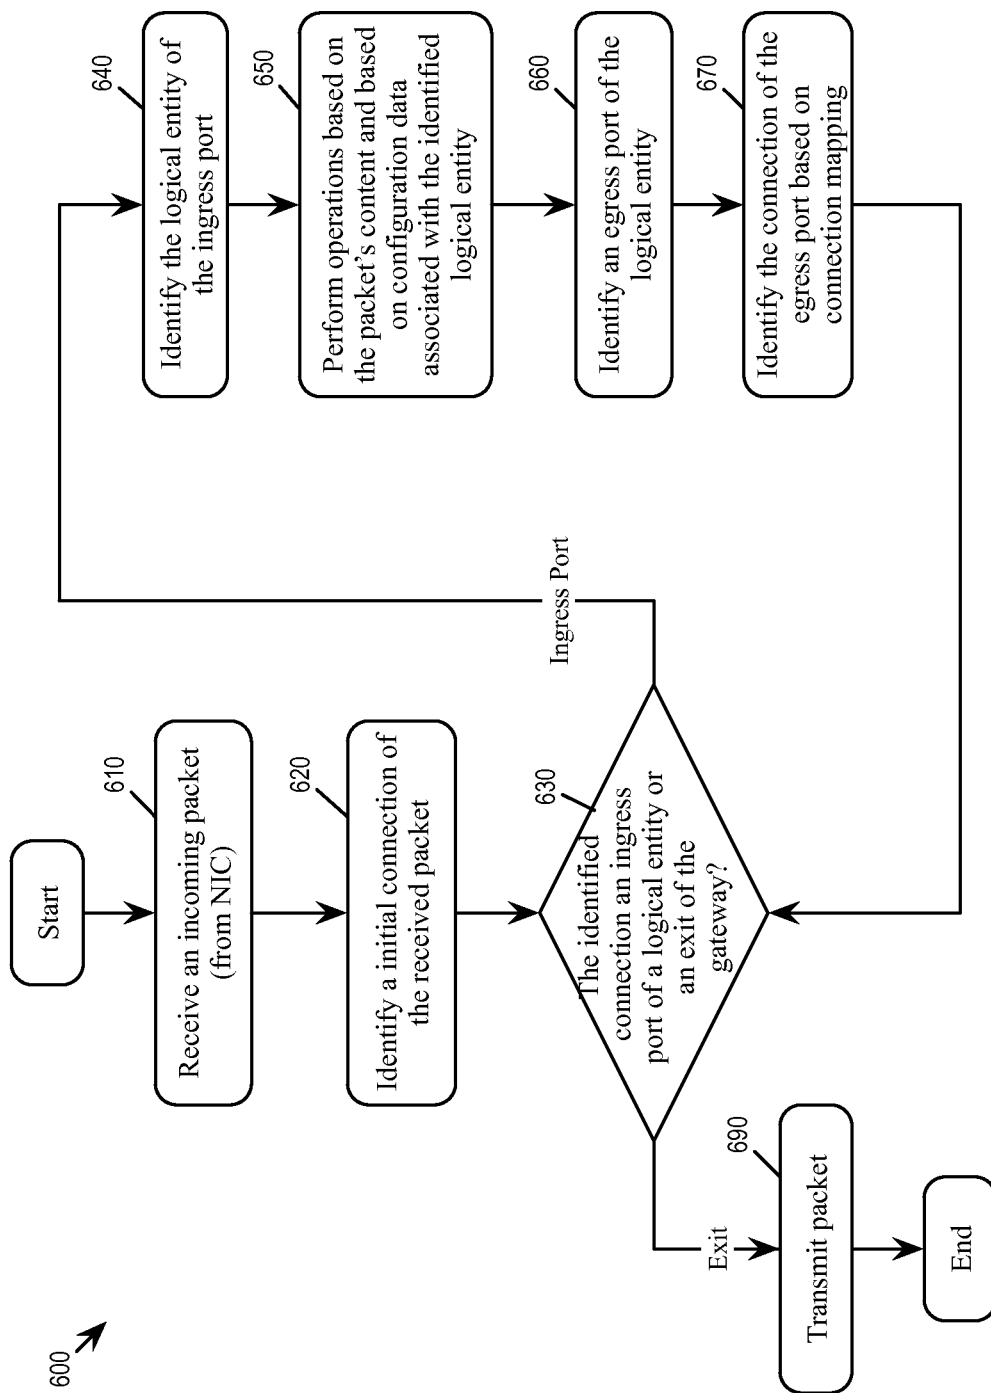 600
Start
610
Receive an incoming packet
(from NIC)
620
Identify a initial connection of
the received packet
630
The identified
connection an ingress
port of a logical entity or
an exit of the
gateway?
Exit
Ingress Port
690
Transmit packet
End
640
Identify the logical entity of
the ingress port
650
Perform operations based on
the packet's content and based
on configuration data
associated with the identified
logical entity
660
Identify an egress port of the
logical entity
670
Identify the connection of the
egress port based on
connection mapping